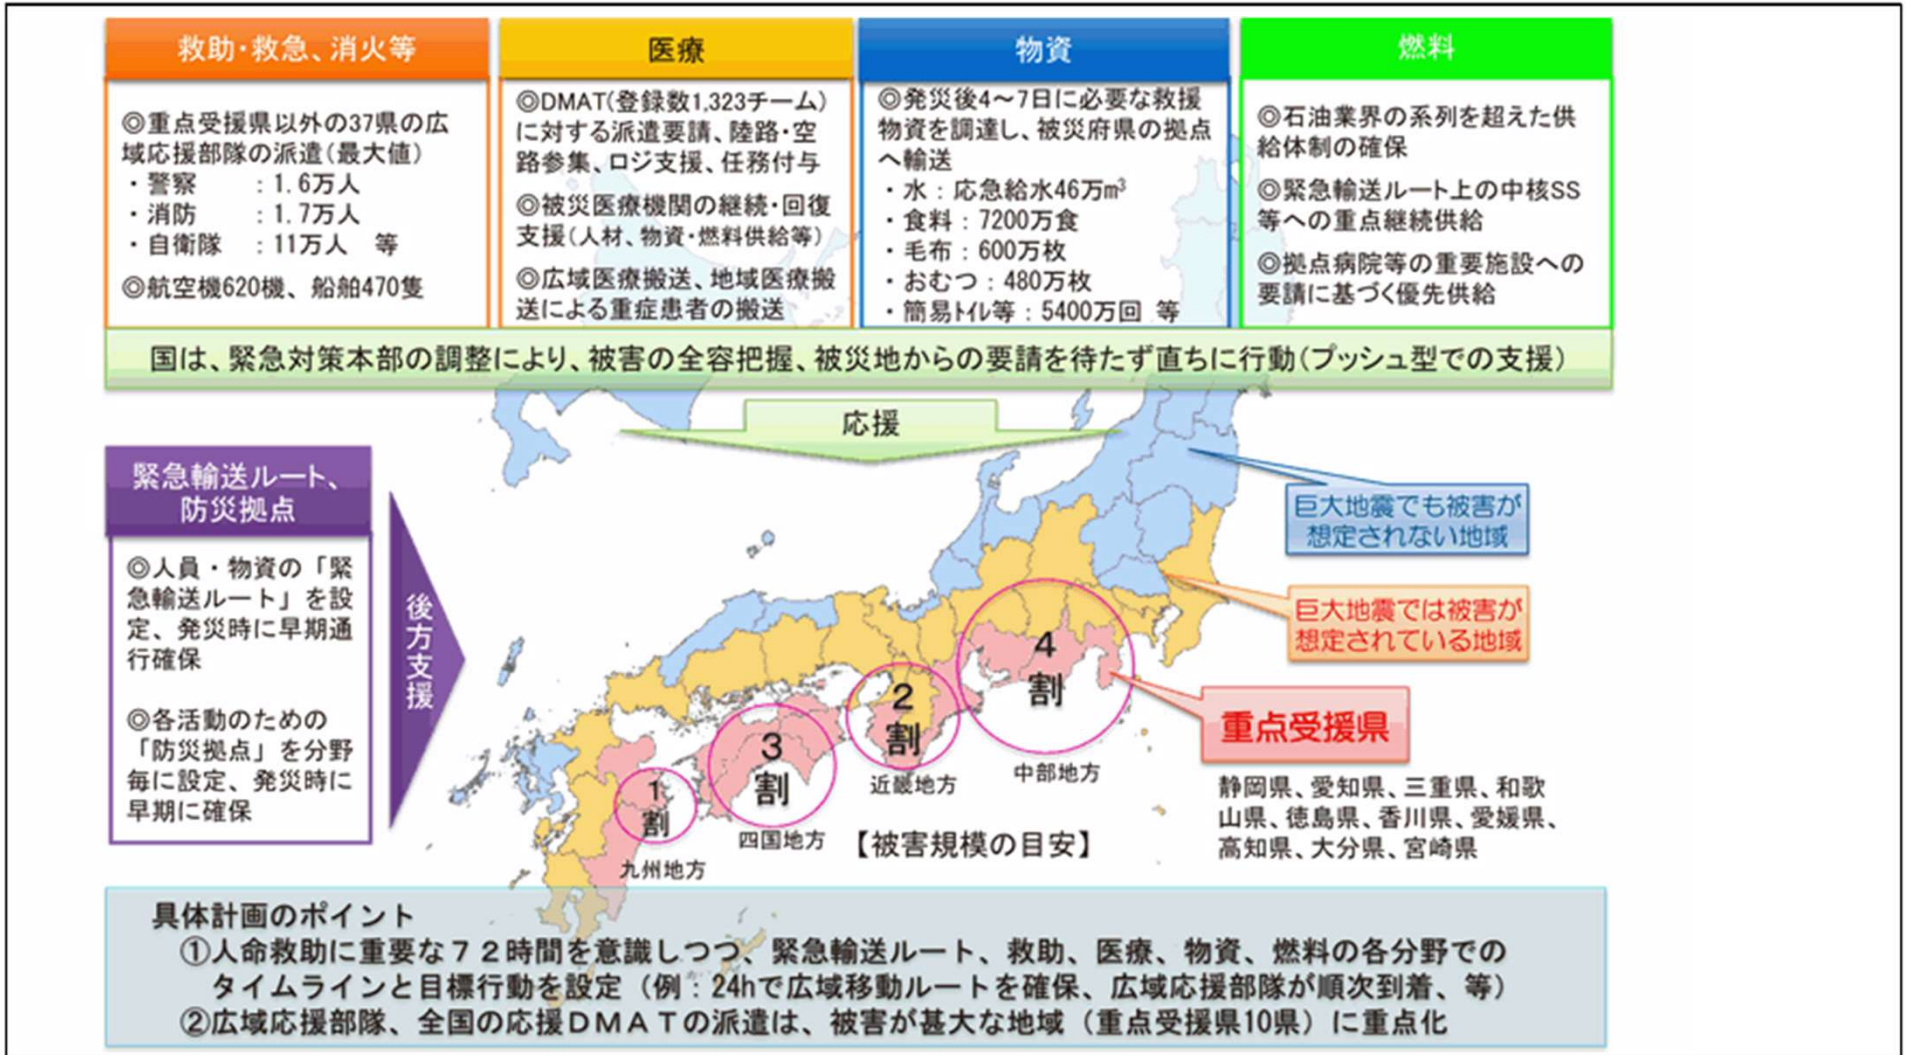 救助・救急、消火等
◎重点受援県以外の37県の広
域応援部隊の派遣（最大値）
・警察　　：1.6万人
・消防　　：1.7万人
・自衛隊　：11万人　等
◎航空機620機、船舶470隻
医療
◎DMAT（登録数1,323チーム）
に対する派遣要請、陸路・空
路参集、ロジ支援、任務付与
◎被災医療機関の継続・回復
支援（人材、物資・燃料供給等）
◎広域医療搬送、地域医療搬
送による重症患者の搬送
物資
◎発災後4～7日に必要な救援
物資を調達し、被災府県の拠点
へ輸送
・水：応急給水46万m³
・食料：7200万食
・毛布：600万枚
・おむつ：480万枚
・簡易ﾄｲﾚ等：5400万回 等
燃料
◎石油業界の系列を超えた供
給体制の確保
◎緊急輸送ルート上の中核SS
等への重点継続供給
◎拠点病院等の重要施設への
要請に基づく優先供給
国は、緊急対策本部の調整により、被害の全容把握、被災地からの要請を待たず直ちに行動（プッシュ型での支援）
応援
緊急輸送ルート、
防災拠点
◎人員・物資の「緊
急輸送ルート」を設
定、発災時に早期通
行確保
◎各活動のための
「防災拠点」を分野
毎に設定、発災時に
早期に確保
後方支援
巨大地震でも被害が
想定されない地域
巨大地震では被害が
想定されている地域
重点受援県
静岡県、愛知県、三重県、和歌
山県、徳島県、香川県、愛媛県、
高知県、大分県、宮崎県
4
割
中部地方
2
割
近畿地方
3
割
四国地方
1
割
九州地方
【被害規模の目安】
具体計画のポイント
①人命救助に重要な７２時間を意識しつつ、緊急輸送ルート、救助、医療、物資、燃料の各分野での
タイムラインと目標行動を設定（例：24hで広域移動ルートを確保、広域応援部隊が順次到着、等）
②広域応援部隊、全国の応援ＤＭＡＴの派遣は、被害が甚大な地域（重点受援県10県）に重点化